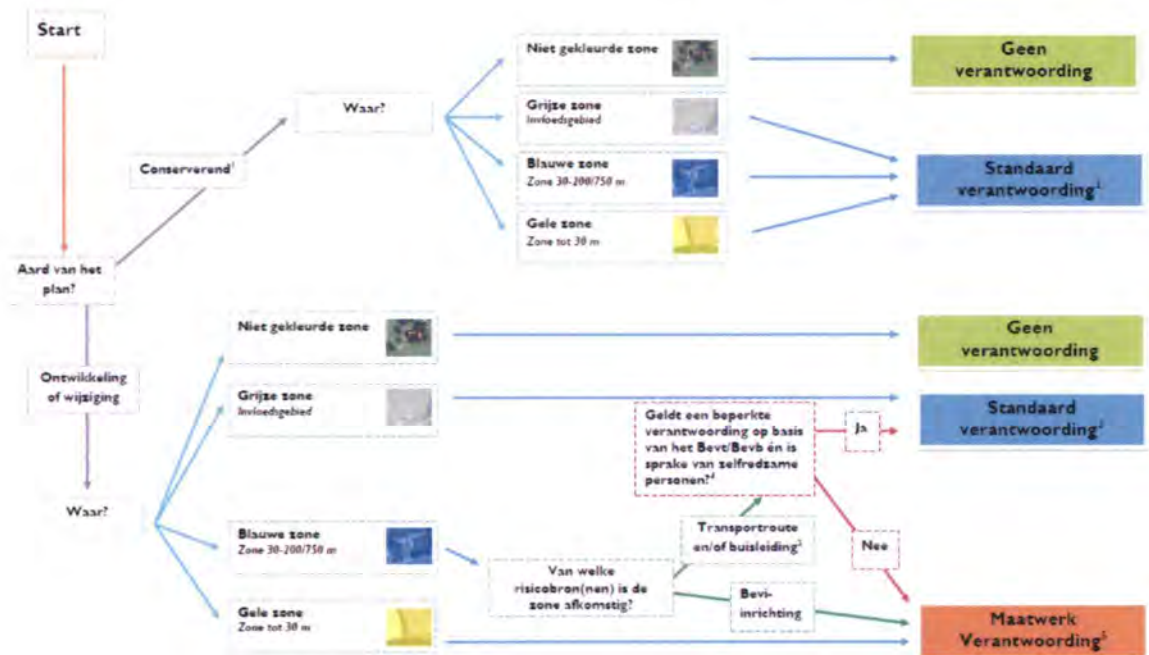 Start
Aard van het
plan?
Conserverend¹
Waar?
Niet gekleurde zone
Grijze zone
Invloedsgebied
Blauwe zone
Zone 30-200/750 m
Gele zone
Zone tot 30 m
Geen
verantwoording
Standaard
verantwoording
Ontwikkeling
of wijziging
Waar?
Niet gekleurde zone
Grijze zone
Invloedsgebied
Blauwe zone
Zone 30-200/750 m
Gele zone
Zone tot 30 m
Van welke
risicobron(nen) is de
zone afkomstig?
Transportroute
en/of buisleiding
Bevi-
inrichting
Geldt een beperkte
verantwoording op basis
van het Bevt/Bevb én is
sprake van zelfredzame
personen?⁴
Ja
Nee
Geen
verantwoording
Standaard
verantwoording
Maatwerk
Verantwoording⁵